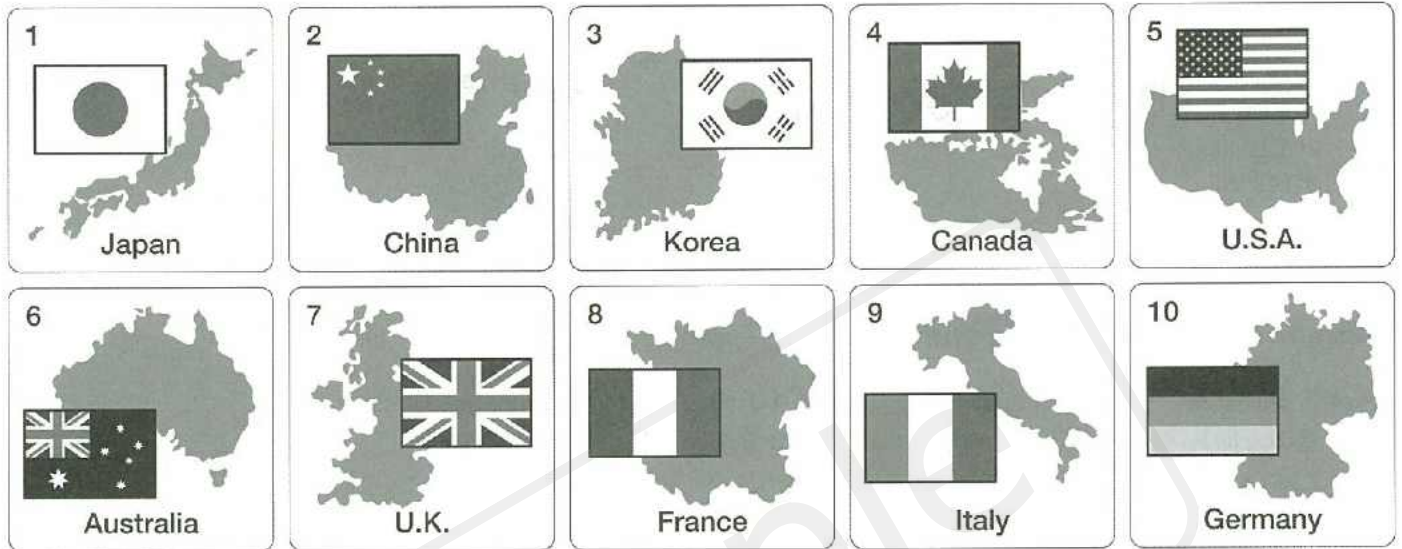 1
Japan
2
China
3
Korea
4
Canada
5
U.S.A.
6
Australia
7
U.K.
8
France
9
Italy
10
Germany